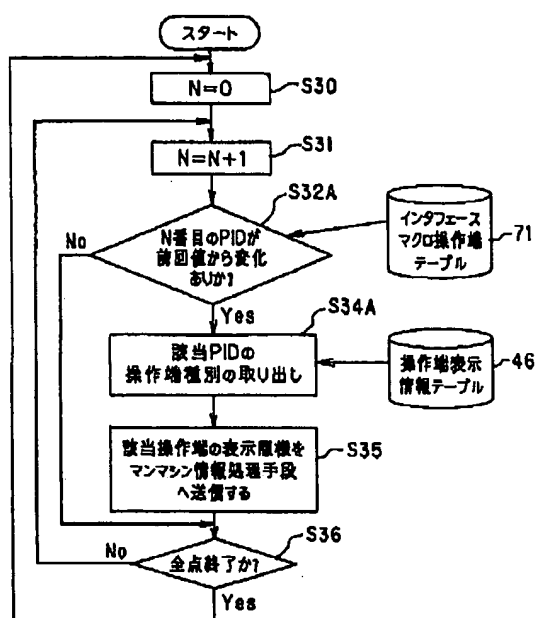 スタート
N=0
S30
N=N+1
S31
S32A
N番目のPIDが
前回値から変化
ありか?
No
Yes
インタフェース
マクロ操作端
テーブル
71
S34A
該当PIDの
操作端種別の取り出し
操作端表示
情報テーブル
46
該当操作端の表示態様を
マンマシン情報処理手段
へ送信する
S35
S36
全点終了か?
No
Yes